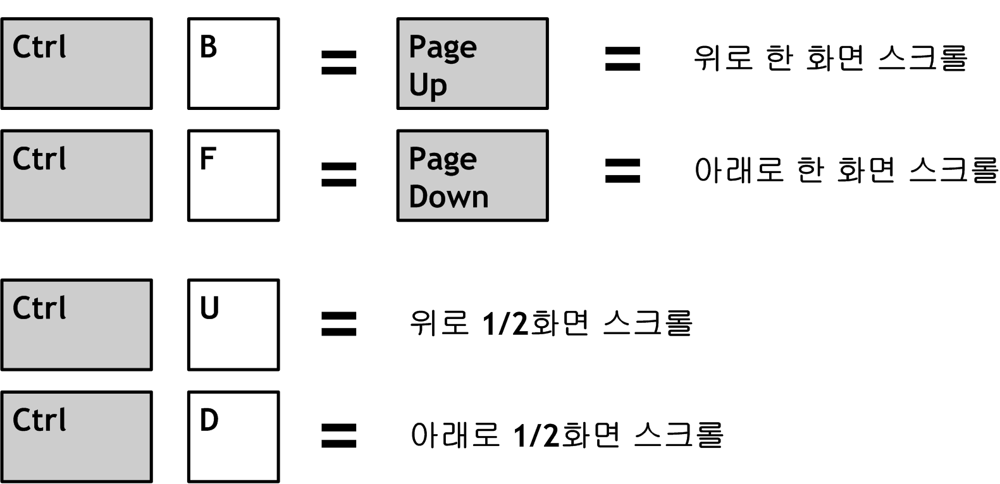 Ctrl B = Page Up = 위로 한 화면 스크롤
Ctrl F = Page Down = 아래로 한 화면 스크롤
Ctrl U = 위로 1/2화면 스크롤
Ctrl D = 아래로 1/2화면 스크롤